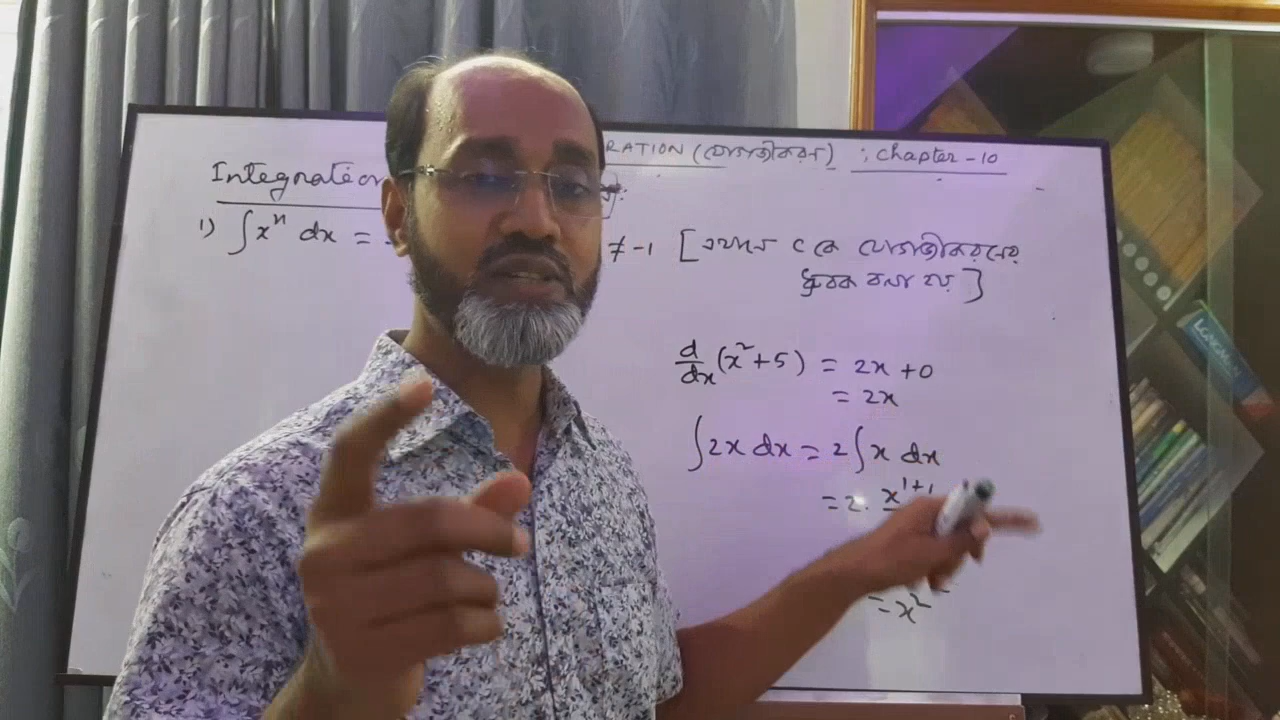 RATION (যোগজীকরণ) : Chapter-10
Integration
1) ∫xⁿ dx = ≠ -1 [এখানে C কে যোগজীকরনের
ধ্রুবক বলা হয়]
d/dx (x²+5) = 2x + 0
= 2x
∫2x dx = 2∫x dx
= 2. x¹⁺¹
= x²